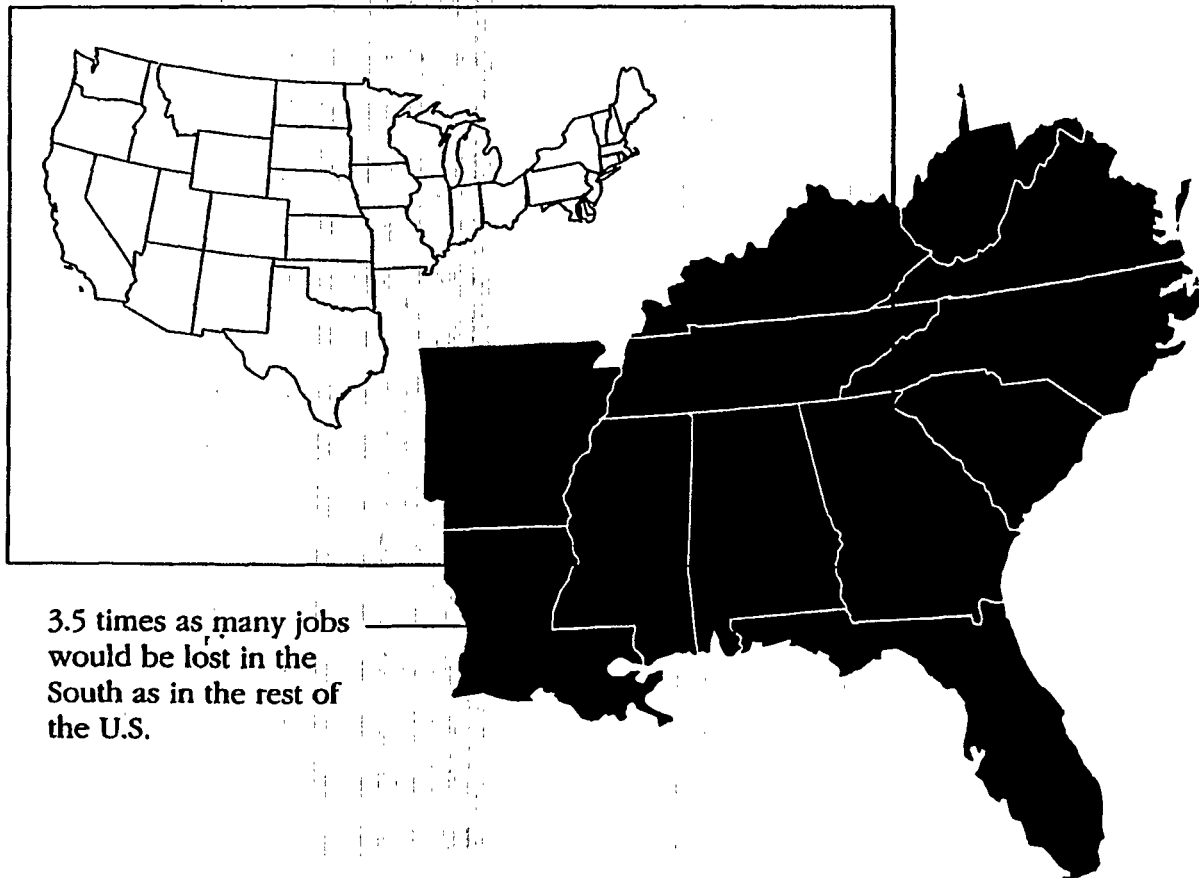 3.5 times as many jobs
would be lost in the
South as in the rest of
the U.S.